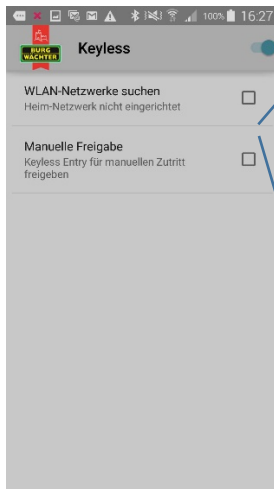 100% 16:27
BURG
WÄCHTER
Keyless
WLAN-Netzwerke suchen
Heim-Netzwerk nicht eingerichtet
Manuelle Freigabe
Keyless Entry für manuellen Zutritt
freigeben